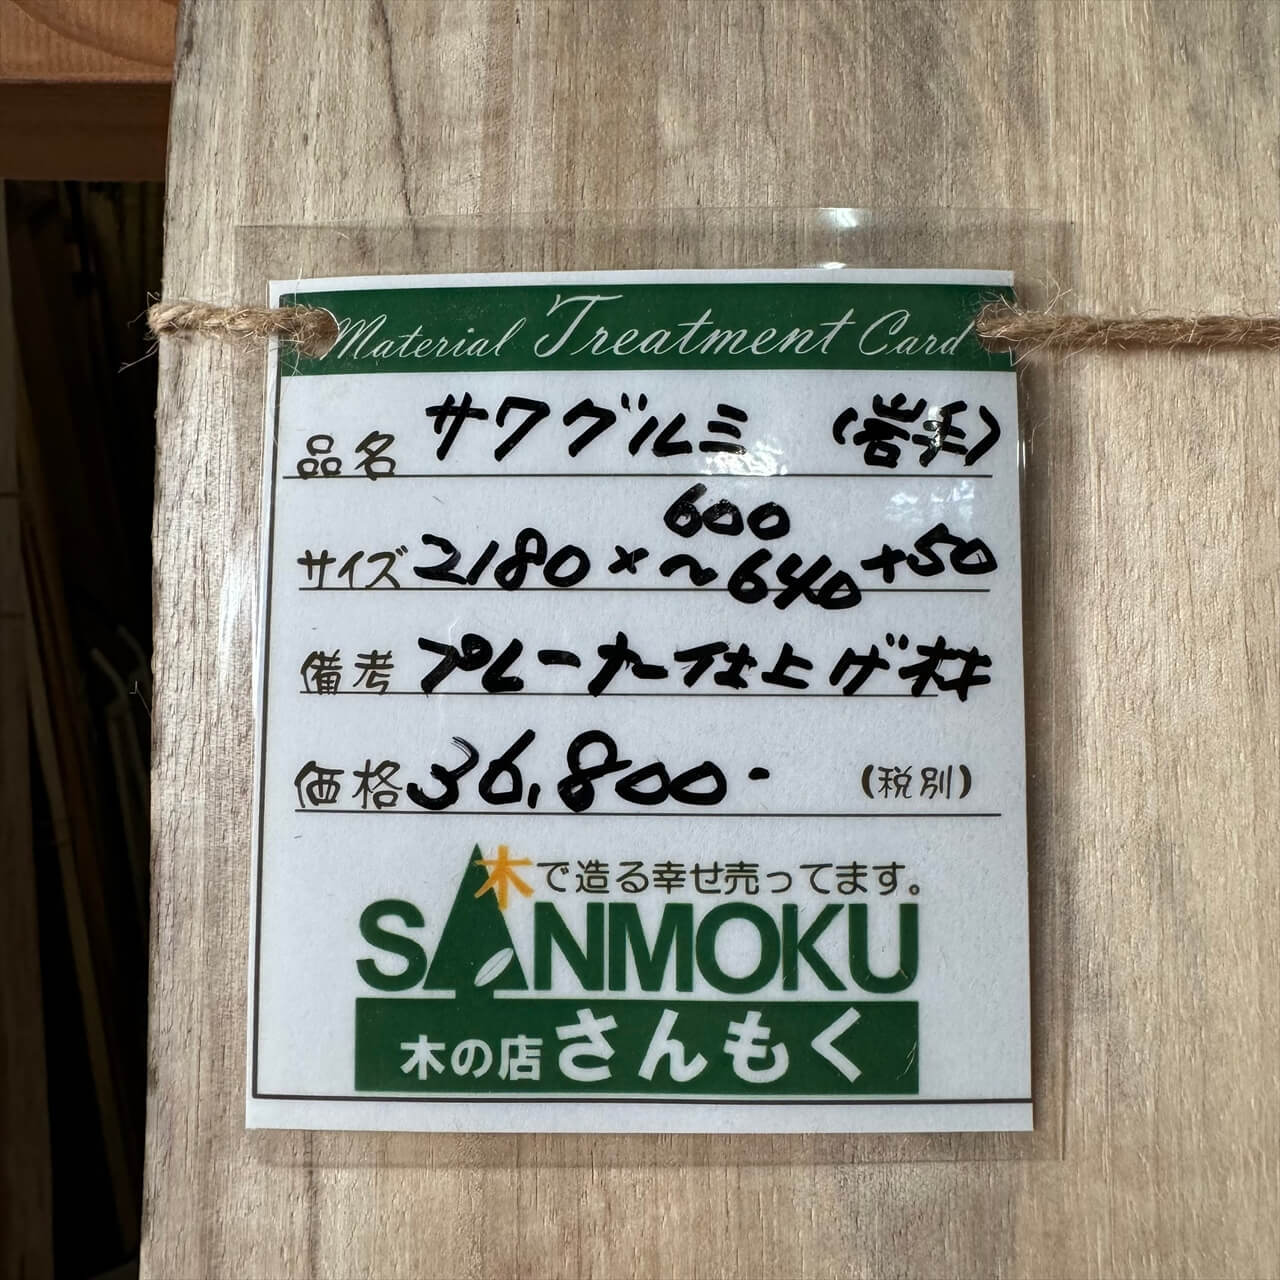 Material Treatment Card
品名 サワグルミ (岩手)
サイズ 2180×600~640+50
備考 プレーナー仕上げ材
価格 36,800- (税別)
木で造る幸せ売ってます。
SANMOKU
木の店さんもく